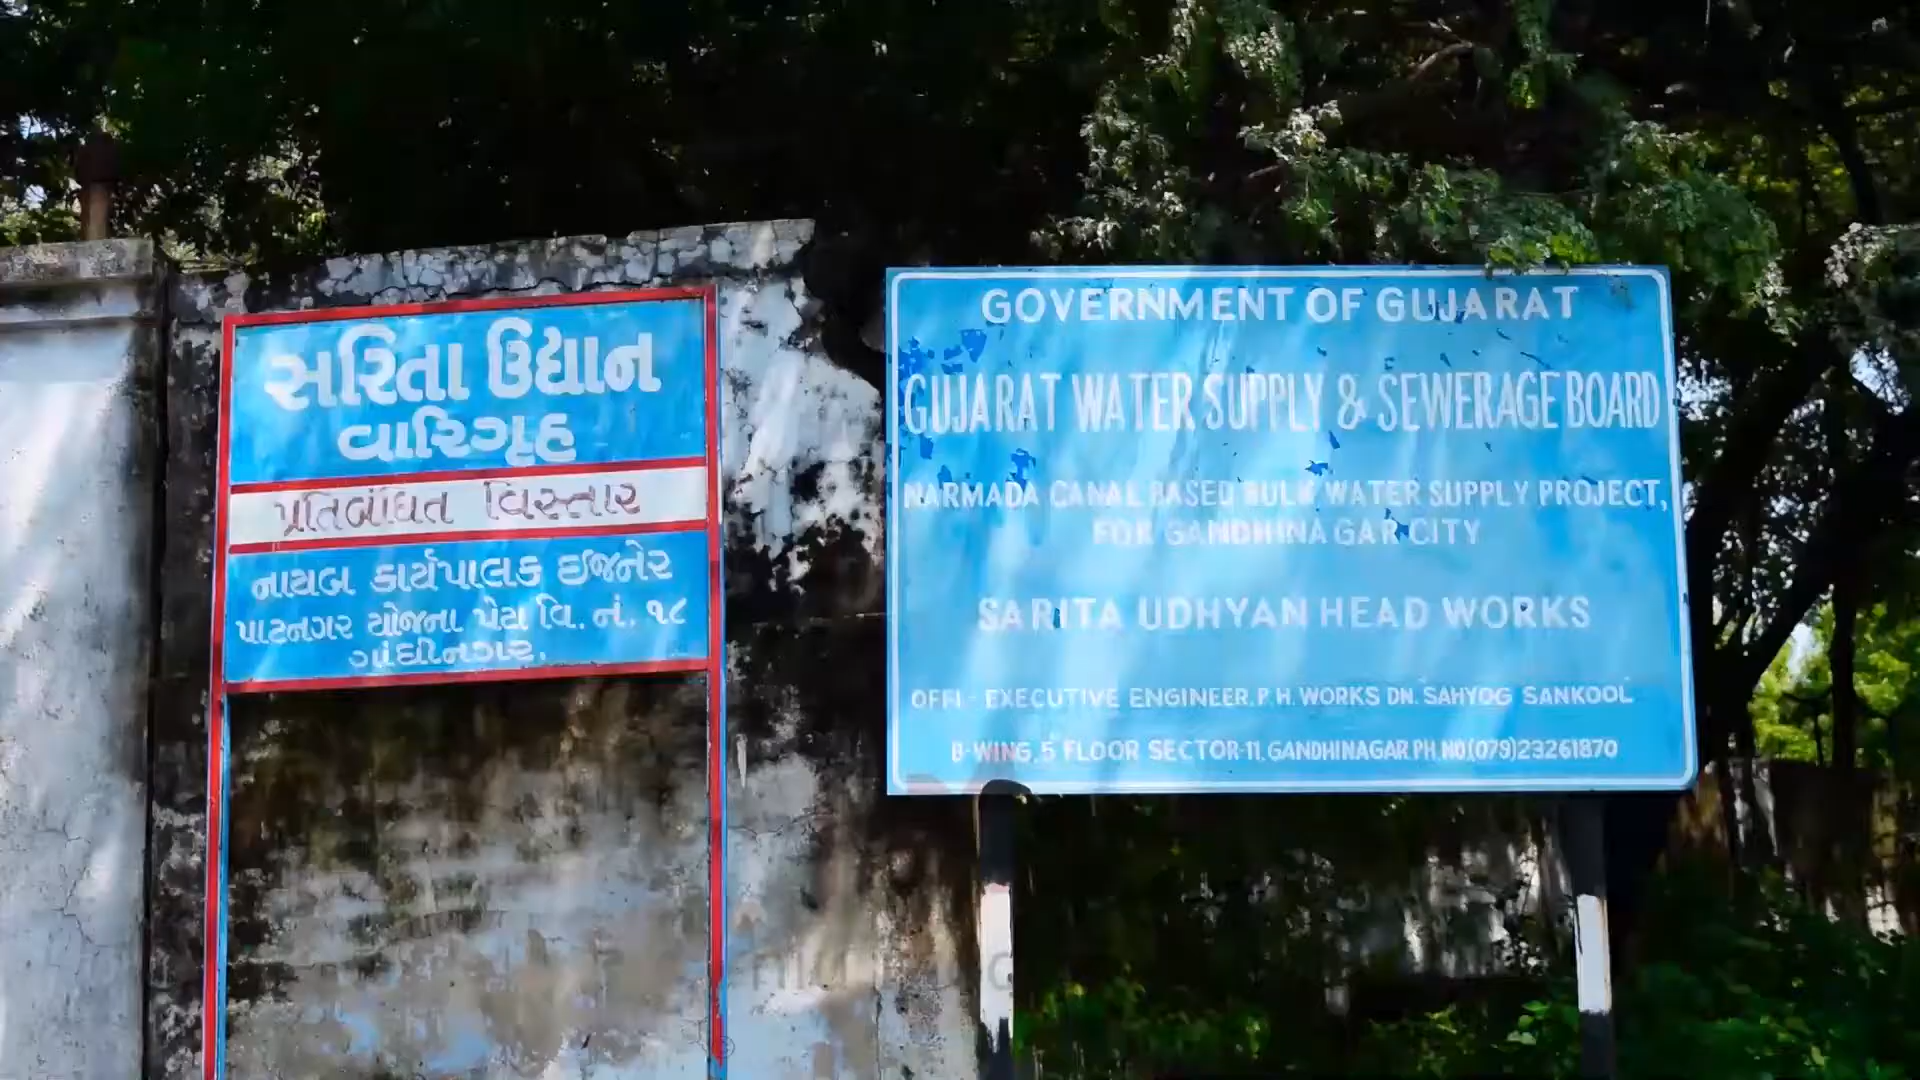 સરિતા ઉદ્યાન
વારિગૃહ
પ્રતિબંધિત વિસ્તાર
નાયબ કાર્યપાલક ઇજનેર
પાટનગર યોજના પેટા વિ. નં. ૧૮
ગાંધીનગર.
GOVERNMENT OF GUJARAT
GUJARAT WATER SUPPLY & SEWERAGE BOARD
NARMADA CANAL BASED BULK WATER SUPPLY PROJECT,
FOR GANDHINAGAR CITY
SARITA UDHYAN HEAD WORKS
OFFI - EXECUTIVE ENGINEER. P. H. WORKS DN. SAHYOG SANKOOL
B-WING, 5 FLOOR SECTOR-11, GANDHINAGAR PH. NO (079)23261870